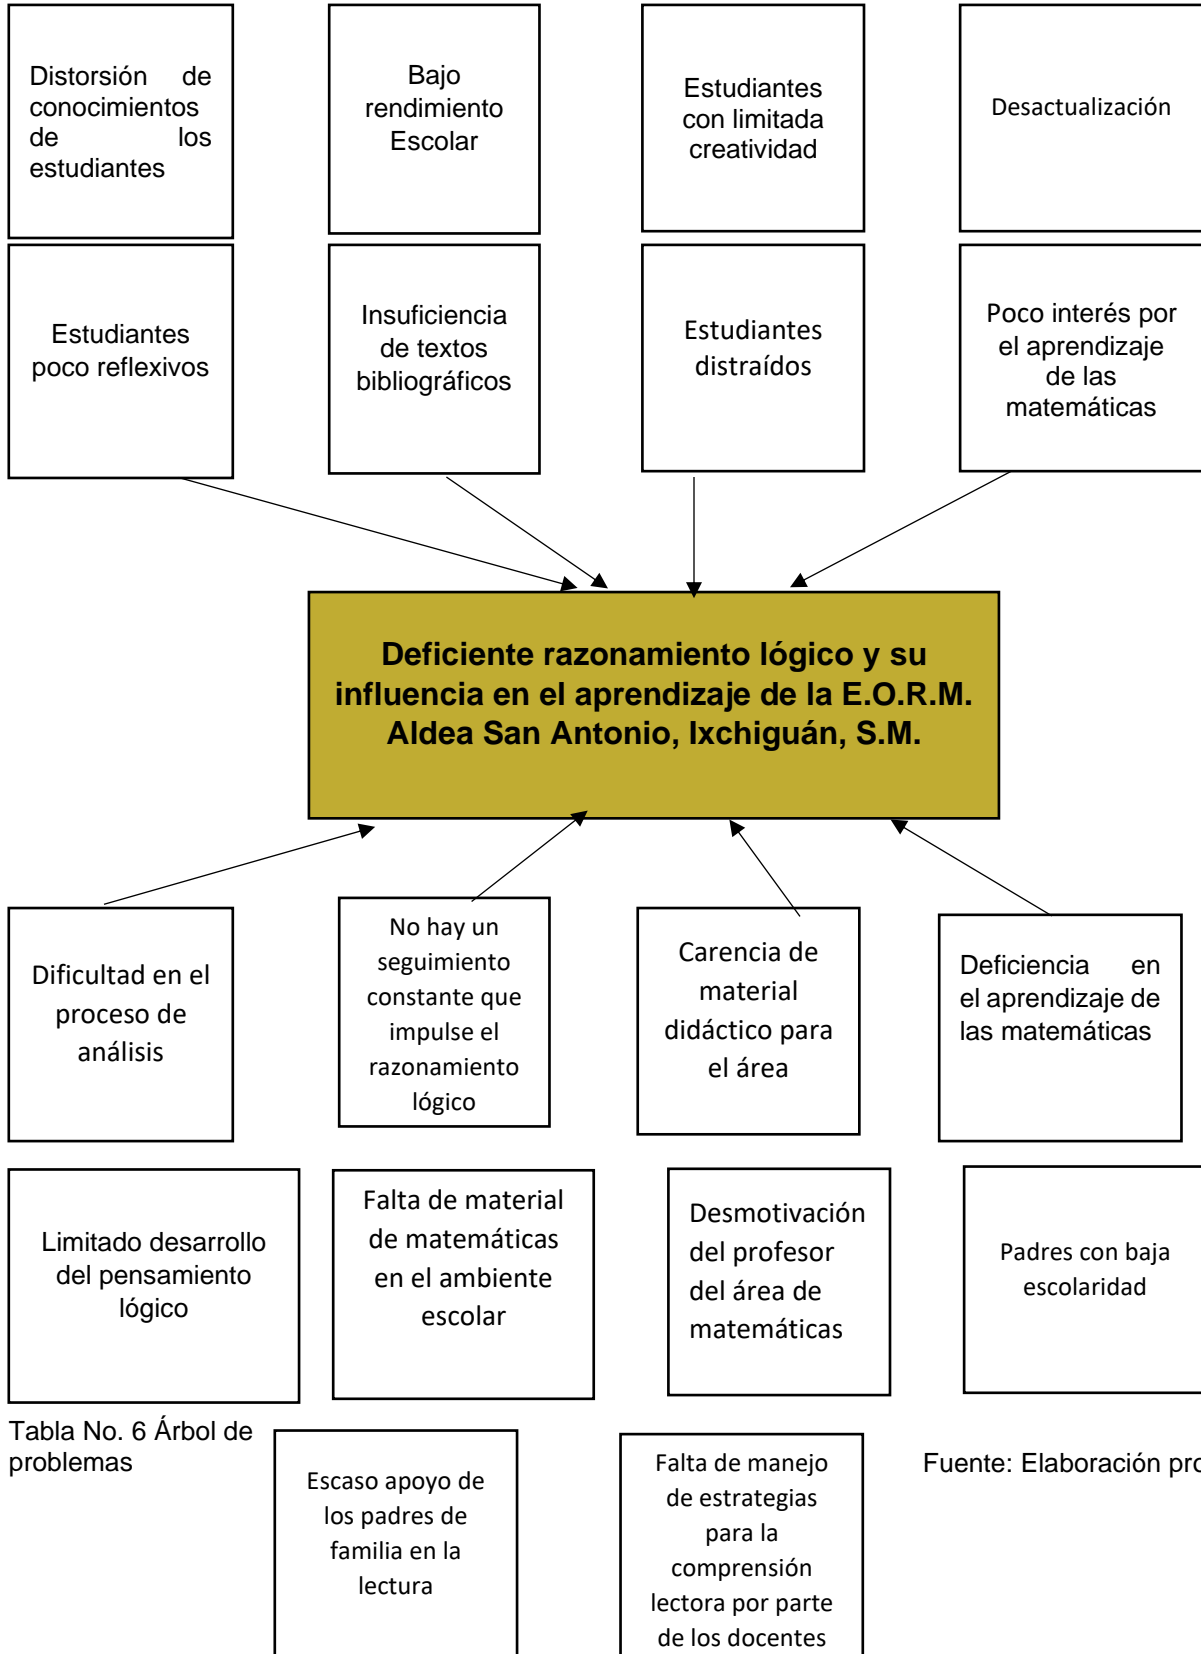 Distorsión de
conocimientos
de los
estudiantes
Bajo
rendimiento
Escolar
Estudiantes
con limitada
creatividad
Desactualización
Estudiantes
poco reflexivos
Insuficiencia
de textos
bibliográficos
Estudiantes
distraídos
Poco interés por
el aprendizaje
de las
matemáticas
Deficiente razonamiento lógico y su
influencia en el aprendizaje de la E.O.R.M.
Aldea San Antonio, Ixchiguán, S.M.
Dificultad en el
proceso de
análisis
No hay un
seguimiento
constante que
impulse el
razonamiento
lógico
Carencia de
material
didáctico para
el área
Deficiencia en
el aprendizaje de
las matemáticas
Limitado desarrollo
del pensamiento
lógico
Falta de material
de matemáticas
en el ambiente
escolar
Desmotivación
del profesor
del área de
matemáticas
Padres con baja
escolaridad
Tabla No. 6 Árbol de
problemas
Escaso apoyo de
los padres de
familia en la
lectura
Falta de manejo
de estrategias
para la
comprensión
lectora por parte
de los docentes
Fuente: Elaboración